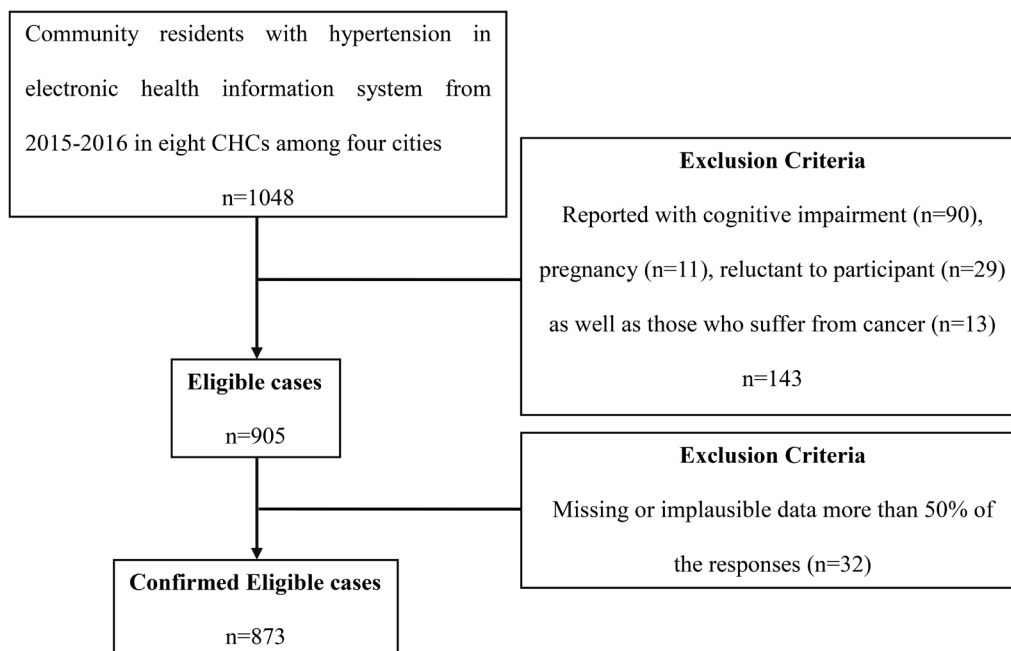 Community residents with hypertension in
electronic health information system from
2015-2016 in eight CHCs among four cities
n=1048
Exclusion Criteria
Reported with cognitive impairment (n=90),
pregnancy (n=11), reluctant to participant (n=29)
as well as those who suffer from cancer (n=13)
n=143
Eligible cases
n=905
Exclusion Criteria
Missing or implausible data more than 50% of
the responses (n=32)
Confirmed Eligible cases
n=873